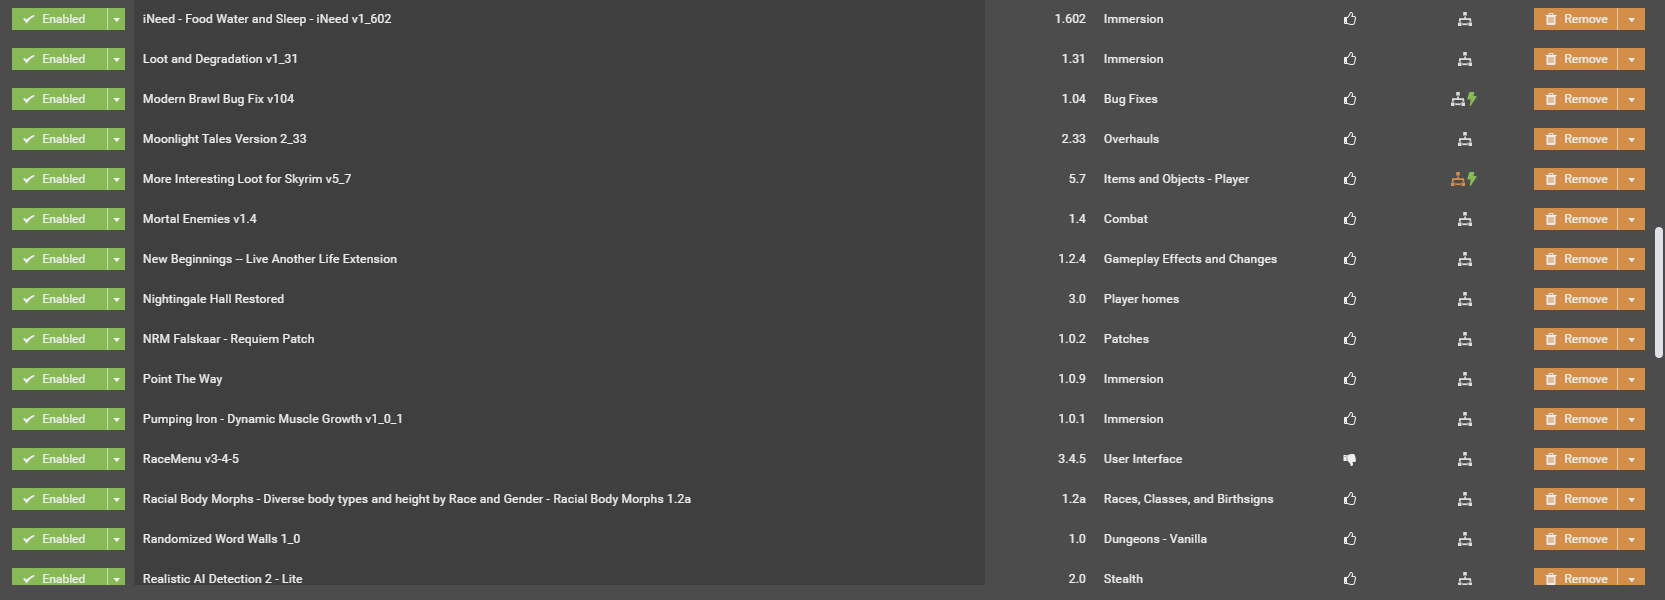 Enabled iNeed - Food Water and Sleep - iNeed v1_602 1.602 Immersion Remove
Enabled Loot and Degradation v1_31 1.31 Immersion Remove
Enabled Modern Brawl Bug Fix v104 1.04 Bug Fixes Remove
Enabled Moonlight Tales Version 2_33 2.33 Overhauls Remove
Enabled More Interesting Loot for Skyrim v5_7 5.7 Items and Objects - Player Remove
Enabled Mortal Enemies v1.4 1.4 Combat Remove
Enabled New Beginnings -- Live Another Life Extension 1.2.4 Gameplay Effects and Changes Remove
Enabled Nightingale Hall Restored 3.0 Player homes Remove
Enabled NRM Falskaar - Requiem Patch 1.0.2 Patches Remove
Enabled Point The Way 1.0.9 Immersion Remove
Enabled Pumping Iron - Dynamic Muscle Growth v1_0_1 1.0.1 Immersion Remove
Enabled RaceMenu v3-4-5 3.4.5 User Interface Remove
Enabled Racial Body Morphs - Diverse body types and height by Race and Gender - Racial Body Morphs 1.2a 1.2a Races, Classes, and Birthsigns Remove
Enabled Randomized Word Walls 1_0 1.0 Dungeons - Vanilla Remove
Enabled Realistic AI Detection 2 - Lite 2.0 Stealth Remove